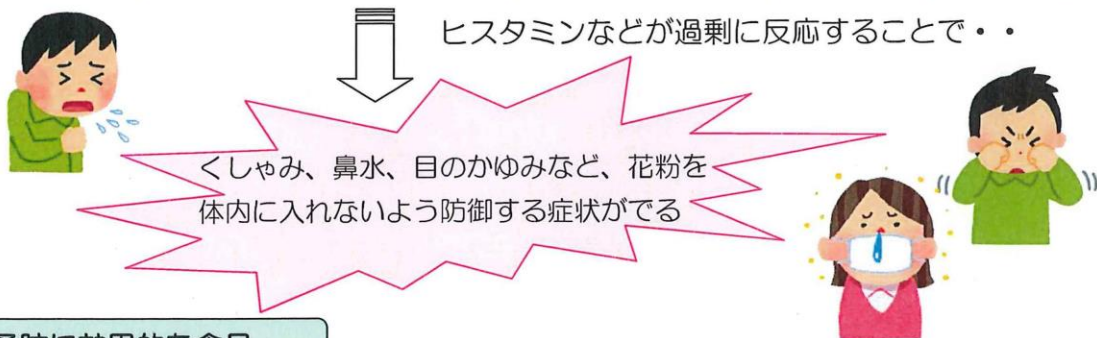 ヒスタミンなどが過剰に反応することで・・
くしゃみ、鼻水、目のかゆみなど、花粉を
体内に入れないよう防御する症状がでる